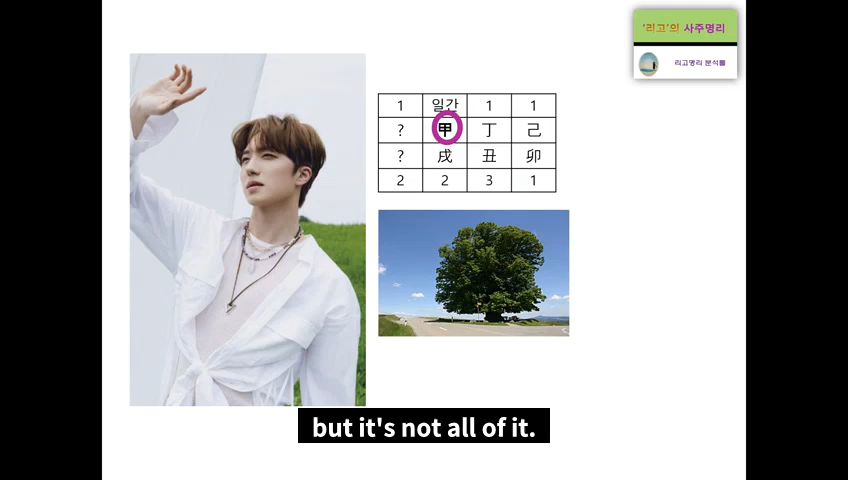 '리고'의 사주명리
리고명리 분석틀
1 일간 1 1
? 甲 丁 己
? 戌 丑 卯
2 2 3 1
but it's not all of it.